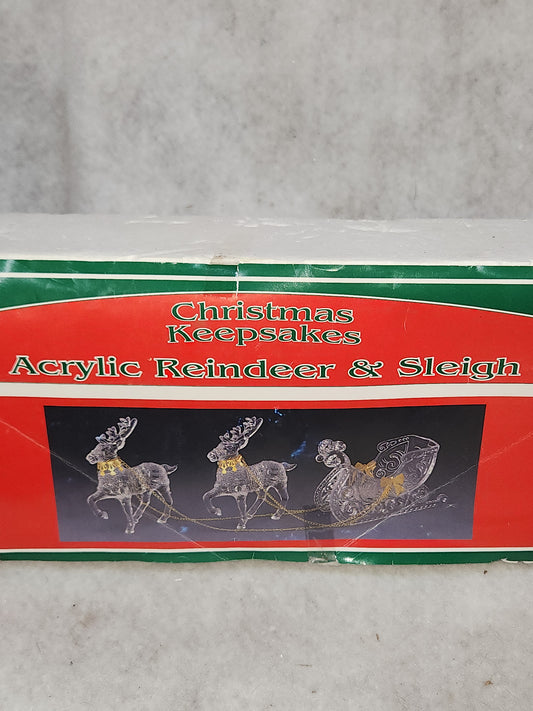 Christmas
Keepsakes
Acrylic Reindeer & Sleigh